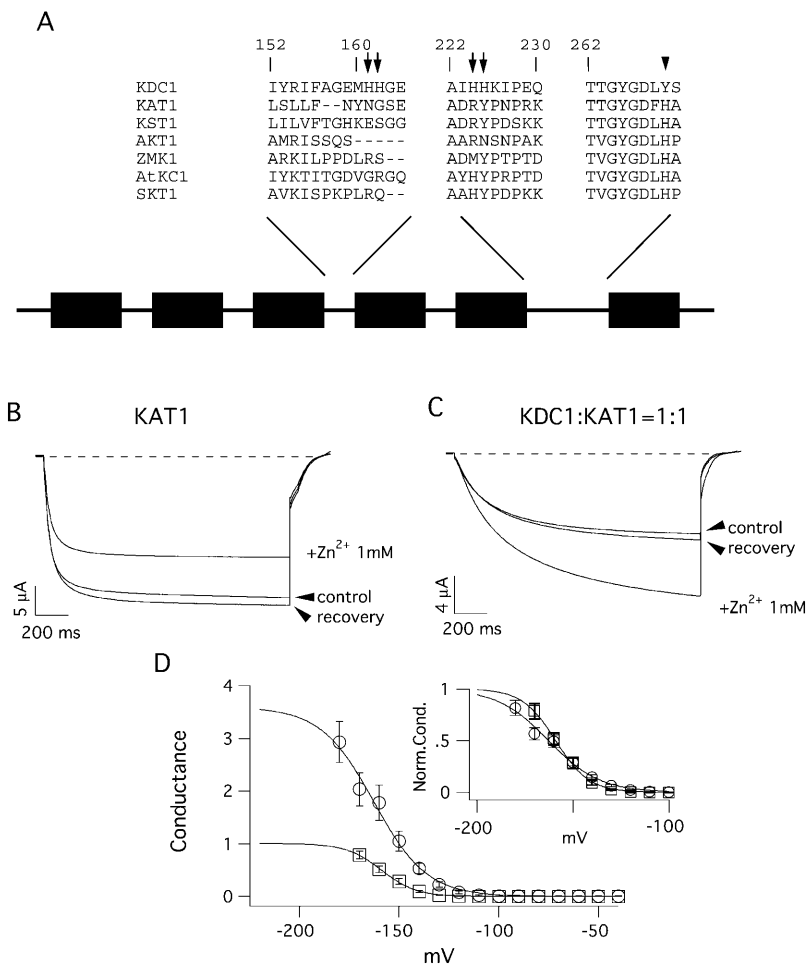 A
152 160 222 230 262
KDC1 IYRIFAGEMHHGE AIHHKIPEQ TTGYGDLYS
KAT1 LSLLF--NYNGSE ADRYPNPRK TTGYGDFHA
KST1 LILVFTGHKESGG ADRYPDSKK TTGYGDLHA
AKT1 AMRISSQS----- AARNSNPAK TVGYGDLHP
ZMK1 ARKILPPDLRS-- ADMYPTPTD TVGYGDLHA
AtKC1 IYKTITGDVGRGQ AHYYPRPTD TVGYGDLHA
SKT1 AVKISPKPLRQ-- AAHYPDPKK TVGYGDLHP
B
KAT1
+Zn2+ 1mM
control
recovery
5 µA
200 ms
C
KDC1:KAT1=1:1
control
recovery
+Zn2+ 1mM
4 µA
200 ms
D
4
3
2
1
0
Conductance
-200 -150 -100 -50
mV
1
.5
0
Norm.Cond.
-200 -100
mV